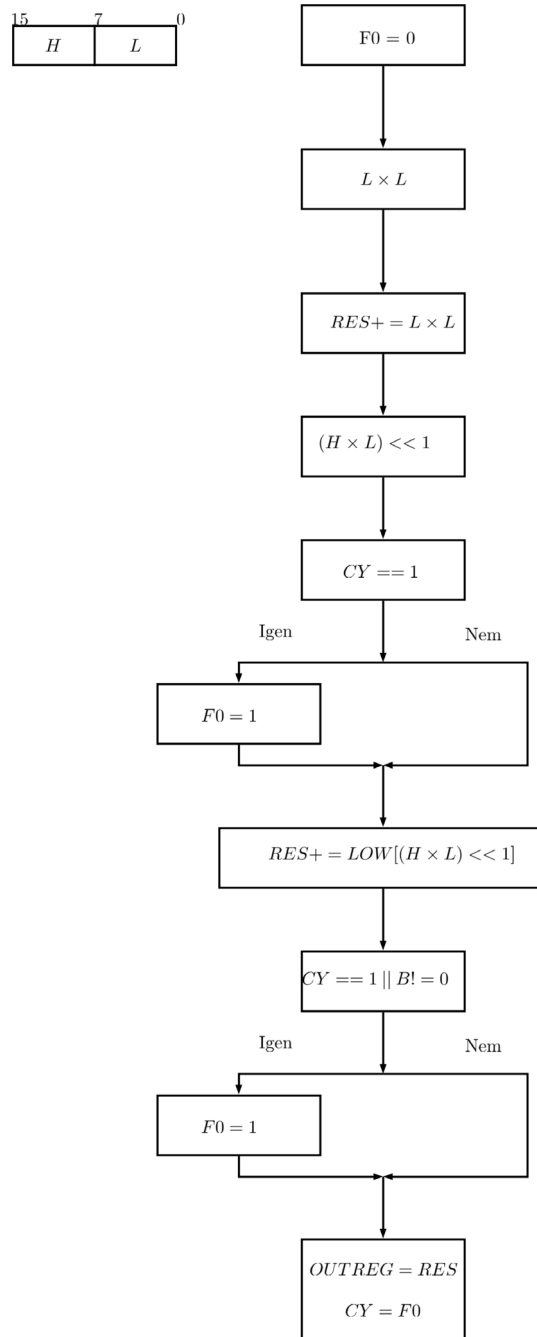 15 7 0
H L
F0 = 0
L × L
RES+ = L × L
(H × L) << 1
CY == 1
Igen Nem
F0 = 1
RES+ = LOW[(H × L) << 1]
CY == 1 || B! = 0
Igen Nem
F0 = 1
OUTREG = RES
CY = F0